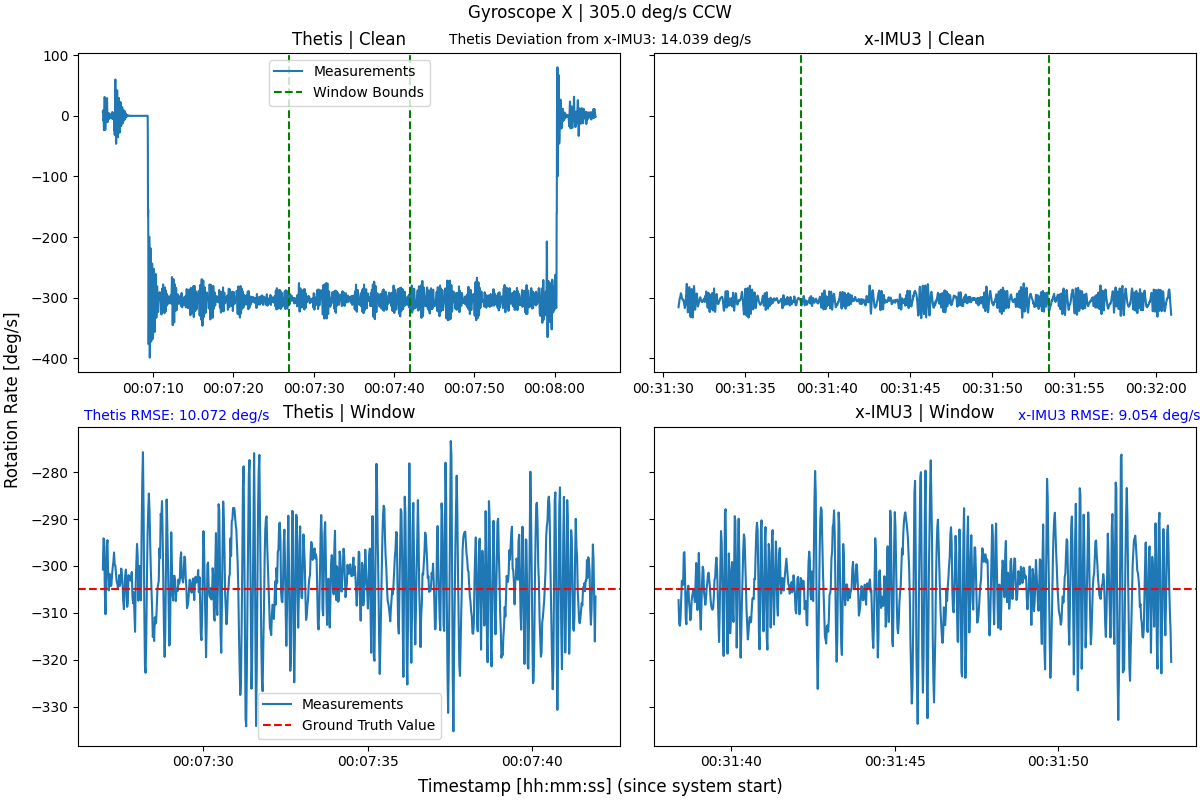 Gyroscope X | 305.0 deg/s CCW
Thetis | Clean
Thetis Deviation from x-IMU3: 14.039 deg/s
x-IMU3 | Clean
Measurements
Window Bounds
100
0
−100
−200
−300
−400
00:07:10 00:07:20 00:07:30 00:07:40 00:07:50 00:08:00
00:31:30 00:31:35 00:31:40 00:31:45 00:31:50 00:31:55 00:32:00
Rotation Rate [deg/s]
Thetis RMSE: 10.072 deg/s
Thetis | Window
x-IMU3 | Window
x-IMU3 RMSE: 9.054 deg/s
−280
−290
−300
−310
−320
−330
Measurements
Ground Truth Value
00:07:30 00:07:35 00:07:40
00:31:40 00:31:45 00:31:50
Timestamp [hh:mm:ss] (since system start)